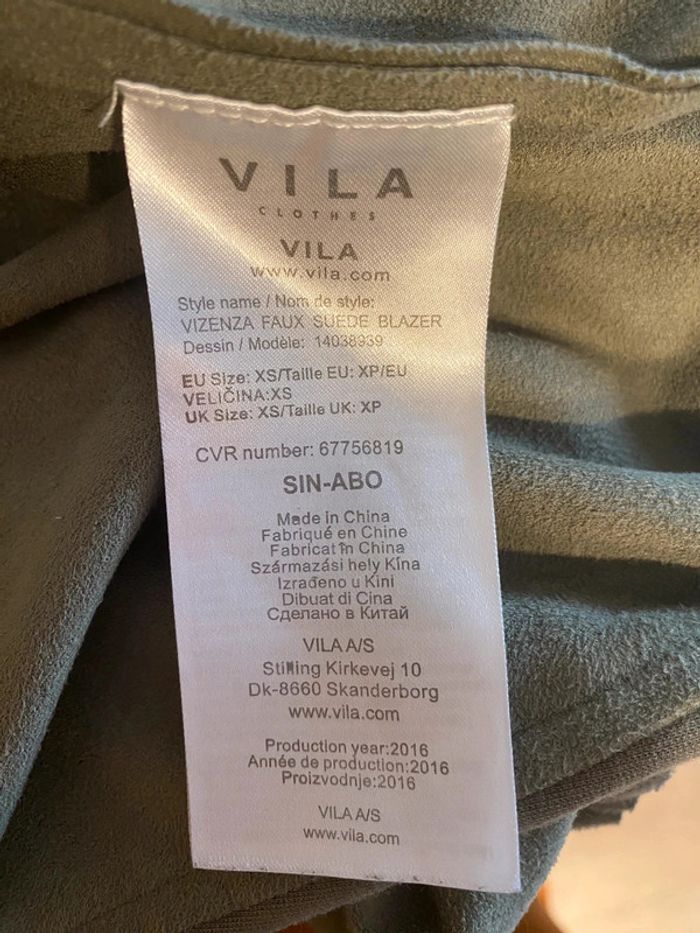 VILA
CLOTHES
VILA
www.vila.com
Style name / Nom de style:
VIZENZA FAUX SUEDE BLAZER
Dessin / Modèle: 14038939
EU Size: XS/Taille EU: XP/EU
VELIČINA:XS
UK Size: XS/Taille UK: XP
CVR number: 67756819
SIN-ABO
Made in China
Fabriqué en Chine
Fabricat în China
Származási hely Kína
Izrađeno u Kini
Dibuat di Cina
Сделано в Китай
VILA A/S
Stilling Kirkevej 10
Dk-8660 Skanderborg
www.vila.com
Production year:2016
Année de production:2016
Proizvodnje:2016
VILA A/S
www.vila.com